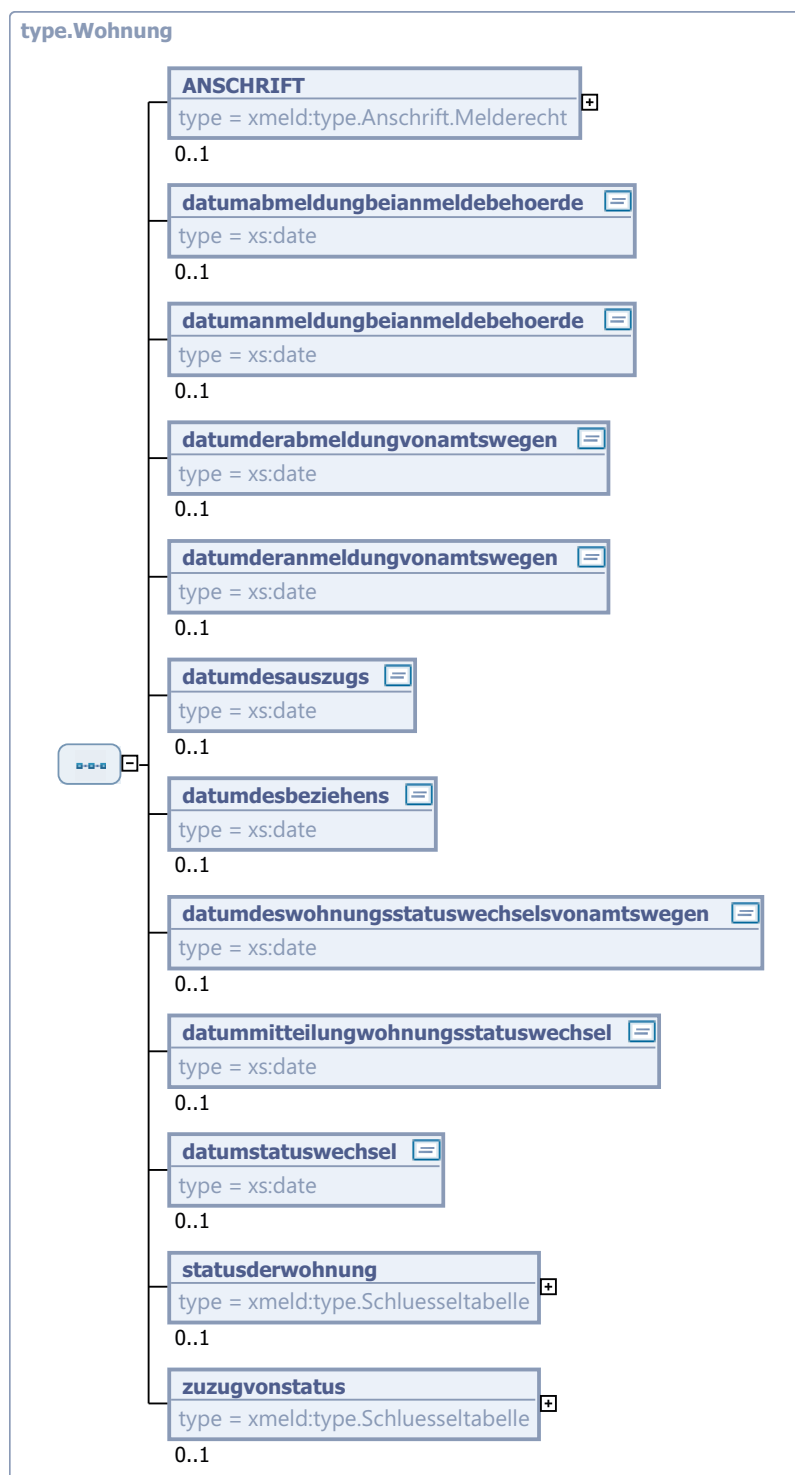 type.Wohnung
ANSCHRIFT
type = xmeld:type.Anschrift.Melderecht
0..1
datumabmeldungbeianmeldebehoerde
type = xs:date
0..1
datumanmeldungbeianmeldebehoerde
type = xs:date
0..1
datumderabmeldungvonamtswegen
type = xs:date
0..1
datumderanmeldungvonamtswegen
type = xs:date
0..1
datumdesauszugs
type = xs:date
0..1
datumdesbeziehens
type = xs:date
0..1
datumdeswohnungsstatuswechselsvonamtswegen
type = xs:date
0..1
datummitteilungwohnungsstatuswechsel
type = xs:date
0..1
datumstatuswechsel
type = xs:date
0..1
statusderwohnung
type = xmeld:type.Schluesseltabelle
0..1
zuzugvonstatus
type = xmeld:type.Schluesseltabelle
0..1